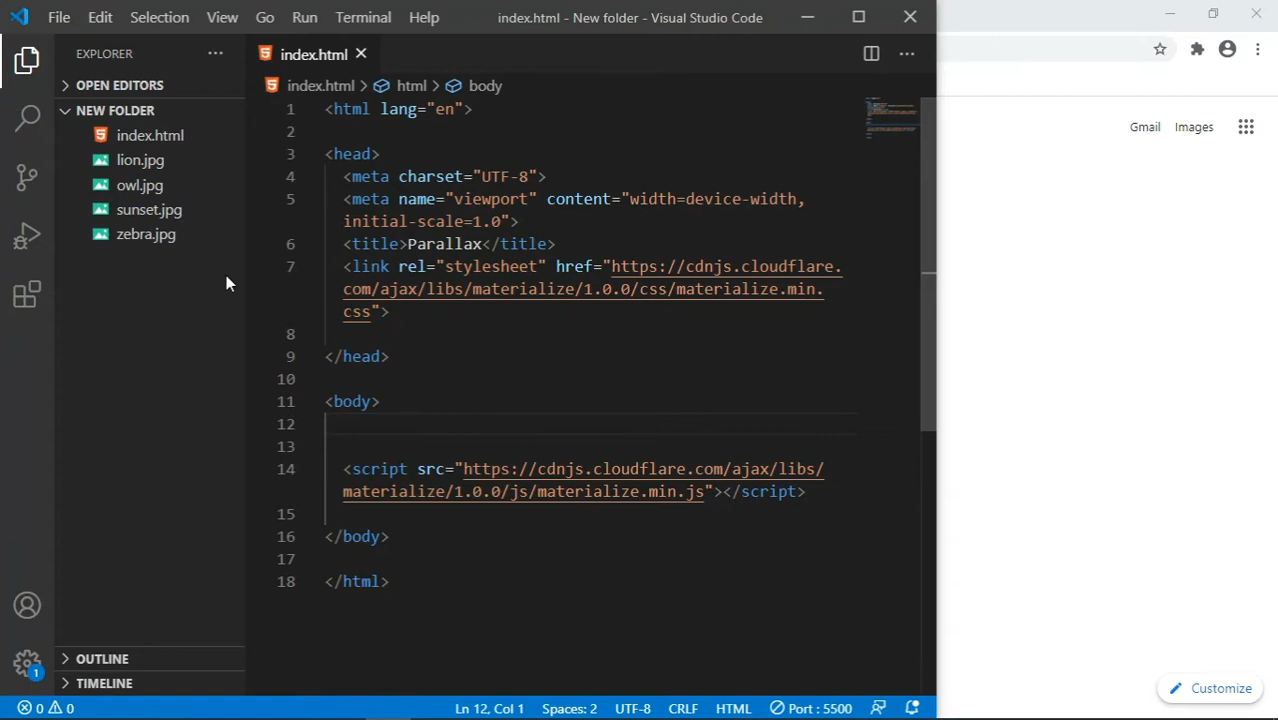 File Edit Selection View Go Run Terminal Help index.html - New folder - Visual Studio Code
EXPLORER
index.html
OPEN EDITORS
index.html > html > body
NEW FOLDER
index.html
lion.jpg
owl.jpg
sunset.jpg
zebra.jpg
1 <html lang="en">
2
3 <head>
4 <meta charset="UTF-8">
5 <meta name="viewport" content="width=device-width,
initial-scale=1.0">
6 <title>Parallax</title>
7 <link rel="stylesheet" href="https://cdnjs.cloudflare.
com/ajax/libs/materialize/1.0.0/css/materialize.min.
css">
8
9 </head>
10
11 <body>
12
13
14 <script src="https://cdnjs.cloudflare.com/ajax/libs/
materialize/1.0.0/js/materialize.min.js"></script>
15
16 </body>
17
18 </html>
OUTLINE
TIMELINE
1
0 0 Ln 12, Col 1 Spaces: 2 UTF-8 CRLF HTML Port : 5500
Gmail Images
Customize